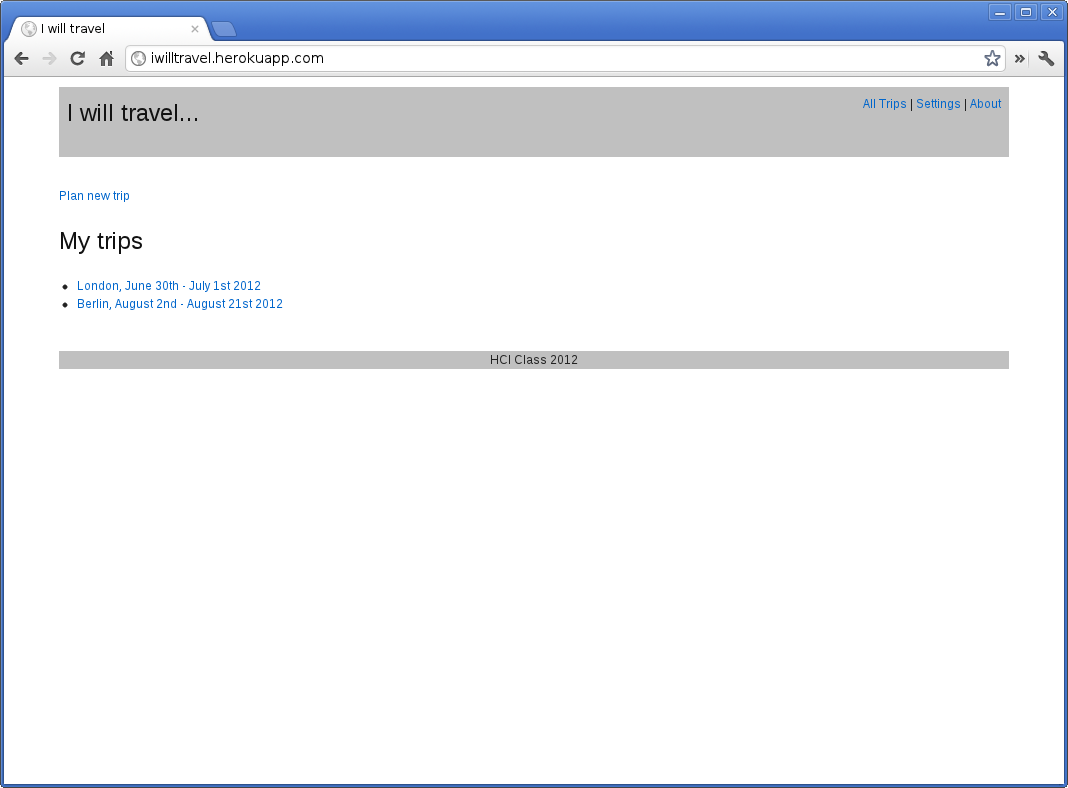 I will travel
iwilltravel.herokuapp.com
I will travel...
All Trips | Settings | About
Plan new trip
My trips
London, June 30th - July 1st 2012
Berlin, August 2nd - August 21st 2012
HCI Class 2012